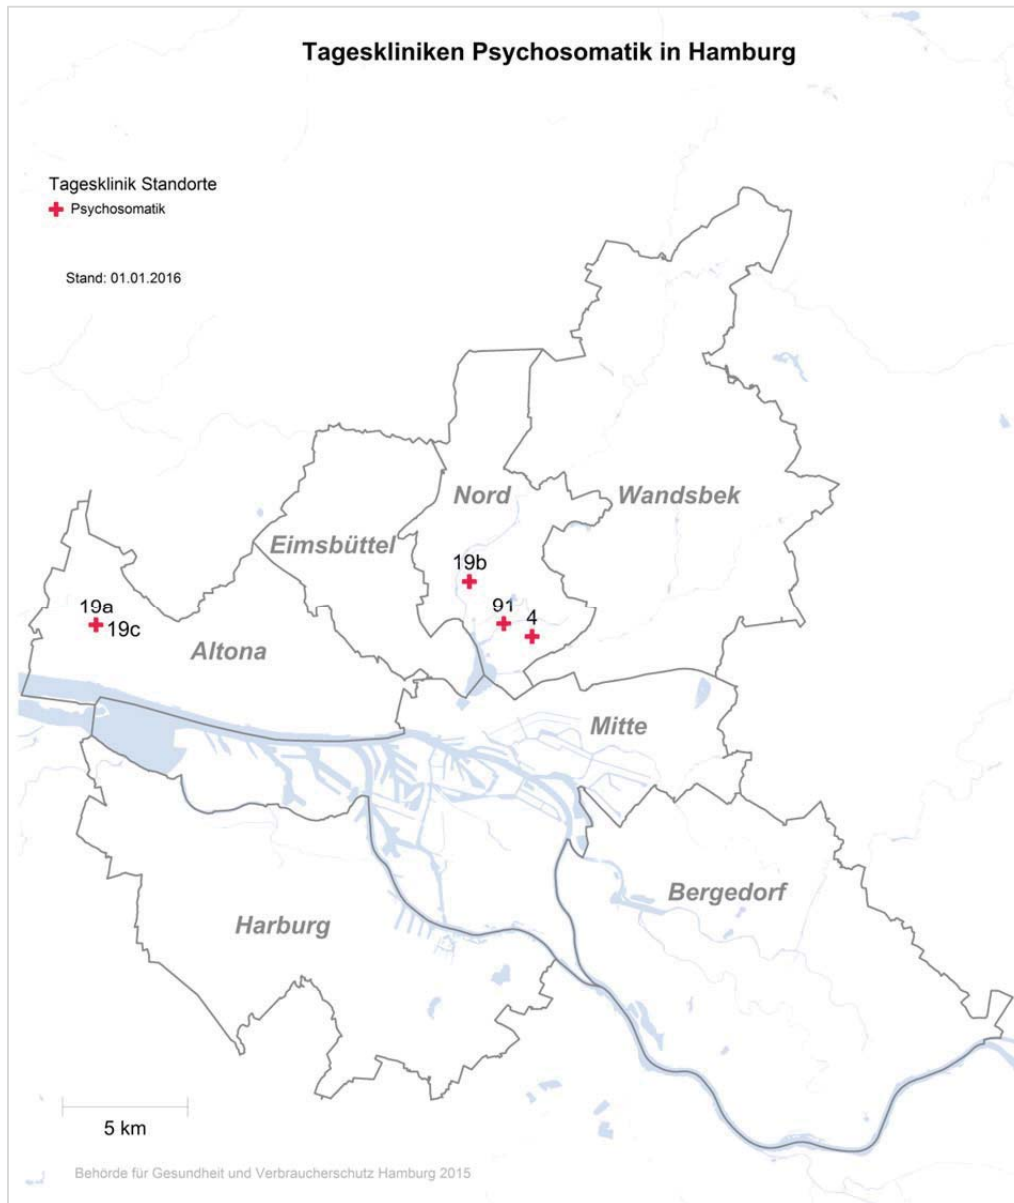 Tageskliniken Psychosomatik in Hamburg
Tagesklinik Standorte
Psychosomatik
Stand: 01.01.2016
Nord
Wandsbek
Eimsbüttel
19b
19a
19c
91
4
Altona
Mitte
Bergedorf
Harburg
5 km
Behörde für Gesundheit und Verbraucherschutz Hamburg 2015